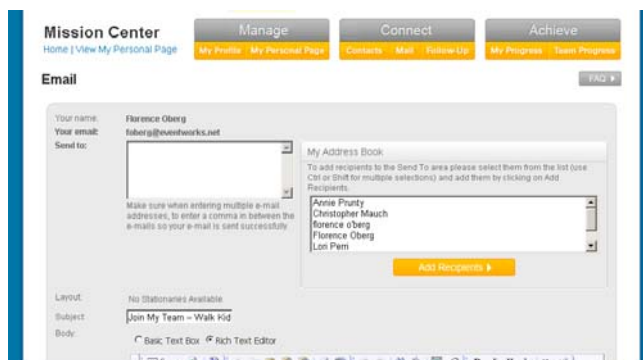 Mission Center
Home | View My Personal Page
Manage
My Profile My Personal Page
Connect
Contacts Mail Follow-Up
Achieve
My Progress Team Progress
Email
FAQ
Your name: Florence Oberg
Your email: foberg@eventworks.net
Send to:
Make sure when entering multiple e-mail
addresses, to enter a comma in between the
e-mails so your e-mail is sent successfully
My Address Book
To add recipients to the Send To area please select them from the list (use
Ctrl or Shift for multiple selections) and add them by clicking on Add
Recipients.
Annie Prunty
Christopher Mauch
florence o'berg
Florence Oberg
Lori Perri
Add Recipients
Layout: No Stationaries Available
Subject: Join My Team – Walk Kid
Body:
Basic Text Box Rich Text Editor